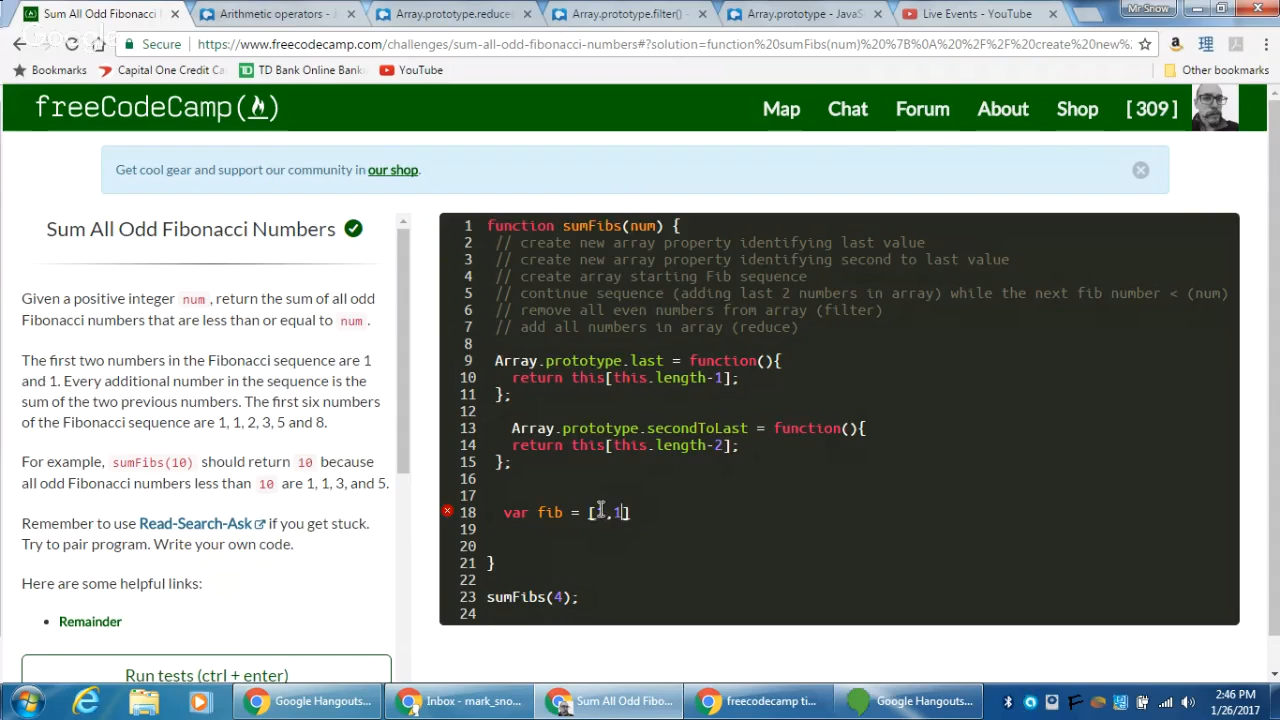 Sum All Odd Fibonacci
Arithmetic operators -
Array.prototype.reduce
Array.prototype.filter() -
Array.prototype - JavaS
Live Events - YouTube
Mr Snow
Secure
https://www.freecodecamp.com/challenges/sum-all-odd-fibonacci-numbers#?solution=function%20sumFibs(num)%20%7B%0A%20%2F%2F%20create%20new%
Bookmarks
Capital One Credit Ca
TD Bank Online Bank
YouTube
Other bookmarks
freeCodeCamp
Map
Chat
Forum
About
Shop
[ 309 ]
Get cool gear and support our community in our shop.
Sum All Odd Fibonacci Numbers
Given a positive integer num, return the sum of all odd
Fibonacci numbers that are less than or equal to num.
The first two numbers in the Fibonacci sequence are 1
and 1. Every additional number in the sequence is the
sum of the two previous numbers. The first six numbers
of the Fibonacci sequence are 1, 1, 2, 3, 5 and 8.
For example, sumFibs(10) should return 10 because
all odd Fibonacci numbers less than 10 are 1, 1, 3, and 5.
Remember to use Read-Search-Ask if you get stuck.
Try to pair program. Write your own code.
Here are some helpful links:
Remainder
Run tests (ctrl + enter)
1 function sumFibs(num) {
2 // create new array property identifying last value
3 // create new array property identifying second to last value
4 // create array starting Fib sequence
5 // continue sequence (adding last 2 numbers in array) while the next fib number < (num)
6 // remove all even numbers from array (filter)
7 // add all numbers in array (reduce)
8
9 Array.prototype.last = function(){
10 return this[this.length-1];
11 };
12
13 Array.prototype.secondToLast = function(){
14 return this[this.length-2];
15 };
16
17
18 var fib = [1,1]
19
20
21 }
22
23 sumFibs(4);
24
Google Hangouts...
Inbox - mark_sno...
Sum All Odd Fibo...
freecodecamp ti...
Google Hangouts...
2:46 PM
1/26/2017